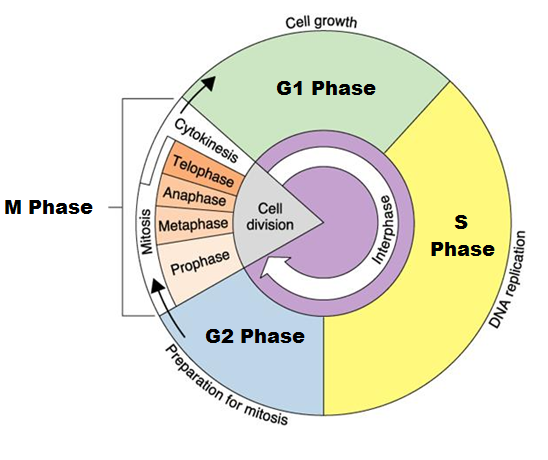 Cell growth
G1 Phase
Cytokinesis
Telophase
Anaphase
Metaphase
Prophase
Mitosis
M Phase
Cell
division
Interphase
S
Phase
DNA replication
G2 Phase
Preparation for mitosis